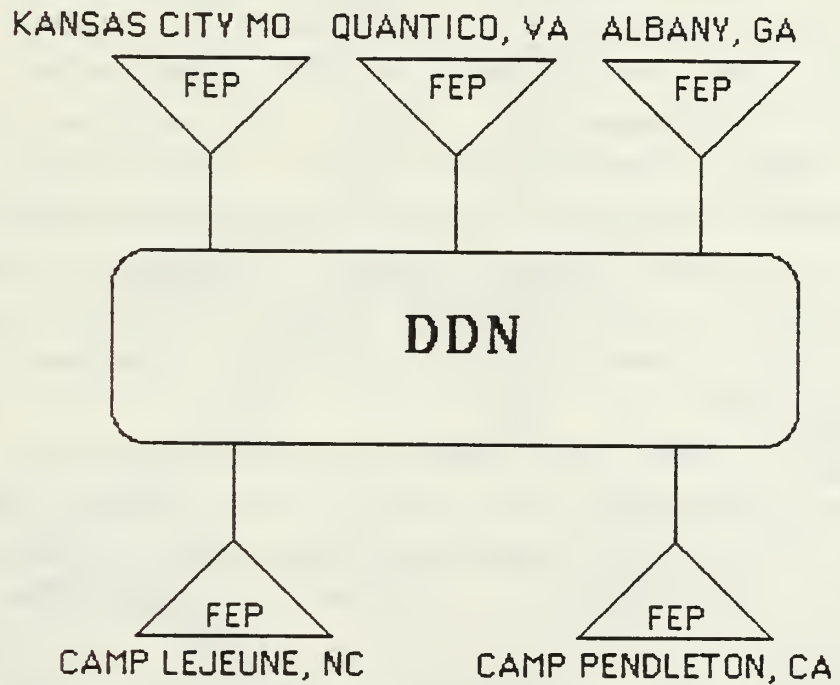 KANSAS CITY MO
QUANTICO, VA
ALBANY, GA
FEP
FEP
FEP
DDN
FEP
FEP
CAMP LEJEUNE, NC
CAMP PENDLETON, CA